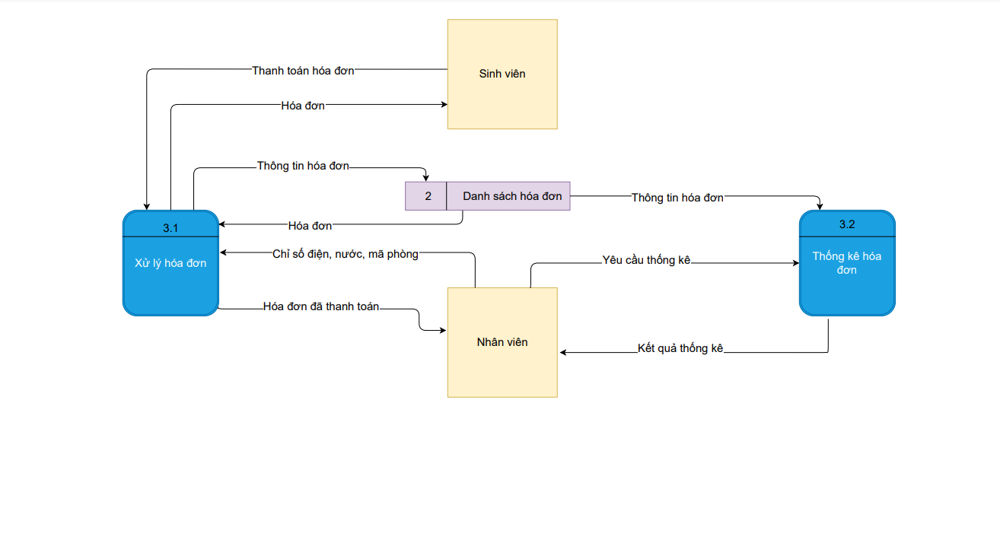 Sinh viên
Thanh toán hóa đơn
Hóa đơn
Thông tin hóa đơn
2
Danh sách hóa đơn
Thông tin hóa đơn
3.1
Xử lý hóa đơn
Hóa đơn
3.2
Thống kê hóa
đơn
Chỉ số điện, nước, mã phòng
Yêu cầu thống kê
Hóa đơn đã thanh toán
Nhân viên
Kết quả thống kê